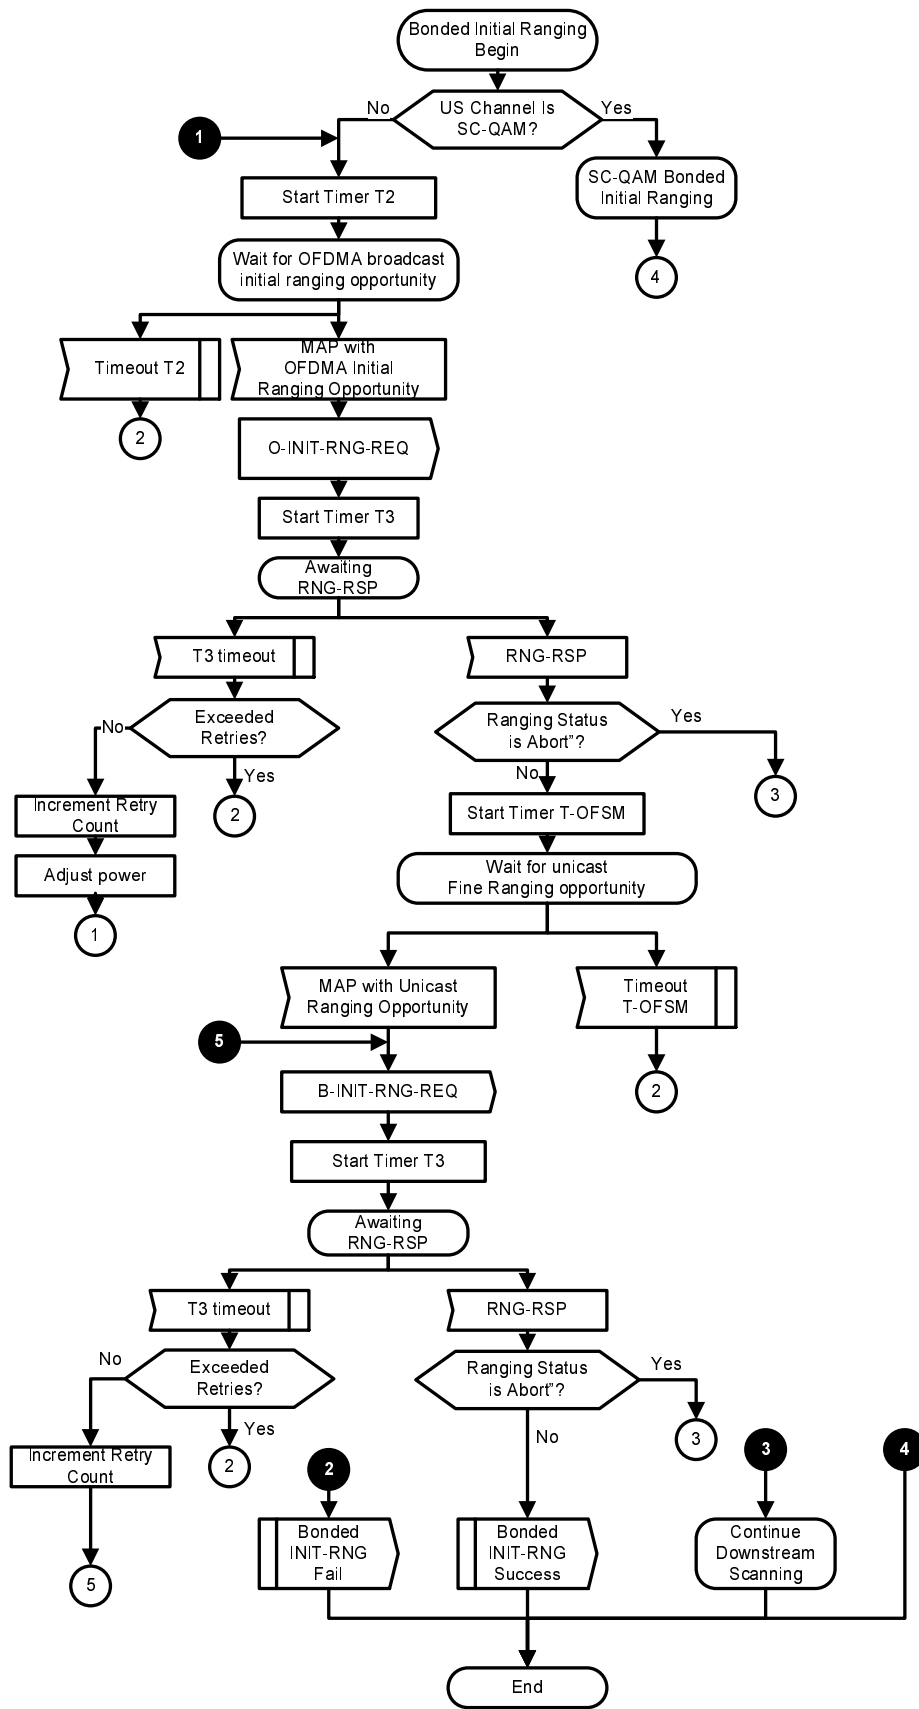 Bonded Initial Ranging
Begin
No
US Channel Is
SC-QAM?
Yes
1
Start Timer T2
SC-QAM Bonded
Initial Ranging
Wait for OFDMA broadcast
initial ranging opportunity
4
Timeout T2
MAP with
OFDMA Initial
Ranging Opportunity
2
O-INIT-RNG-REQ
Start Timer T3
Awaiting
RNG-RSP
T3 timeout
RNG-RSP
No
Exceeded
Retries?
Yes
Ranging Status
is Abort”?
Yes
No
Increment Retry
Count
2
3
Start Timer T-OFSM
Adjust power
Wait for unicast
Fine Ranging opportunity
1
MAP with Unicast
Ranging Opportunity
Timeout
T-OFSM
5
B-INIT-RNG-REQ
2
Start Timer T3
Awaiting
RNG-RSP
T3 timeout
RNG-RSP
No
Exceeded
Retries?
Yes
Ranging Status
is Abort”?
Yes
No
3
Increment Retry
Count
2
2
3
4
Bonded
INIT-RNG
Fail
Bonded
INIT-RNG
Success
Continue
Downstream
Scanning
5
End